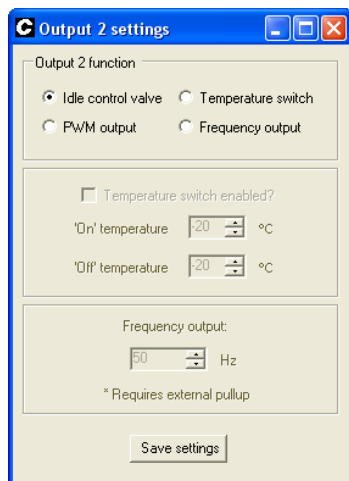 C Output 2 settings
Output 2 function
Idle control valve Temperature switch
PWM output Frequency output
Temperature switch enabled?
'On' temperature -20 °C
'Off' temperature -20 °C
Frequency output:
50 Hz
* Requires external pullup
Save settings